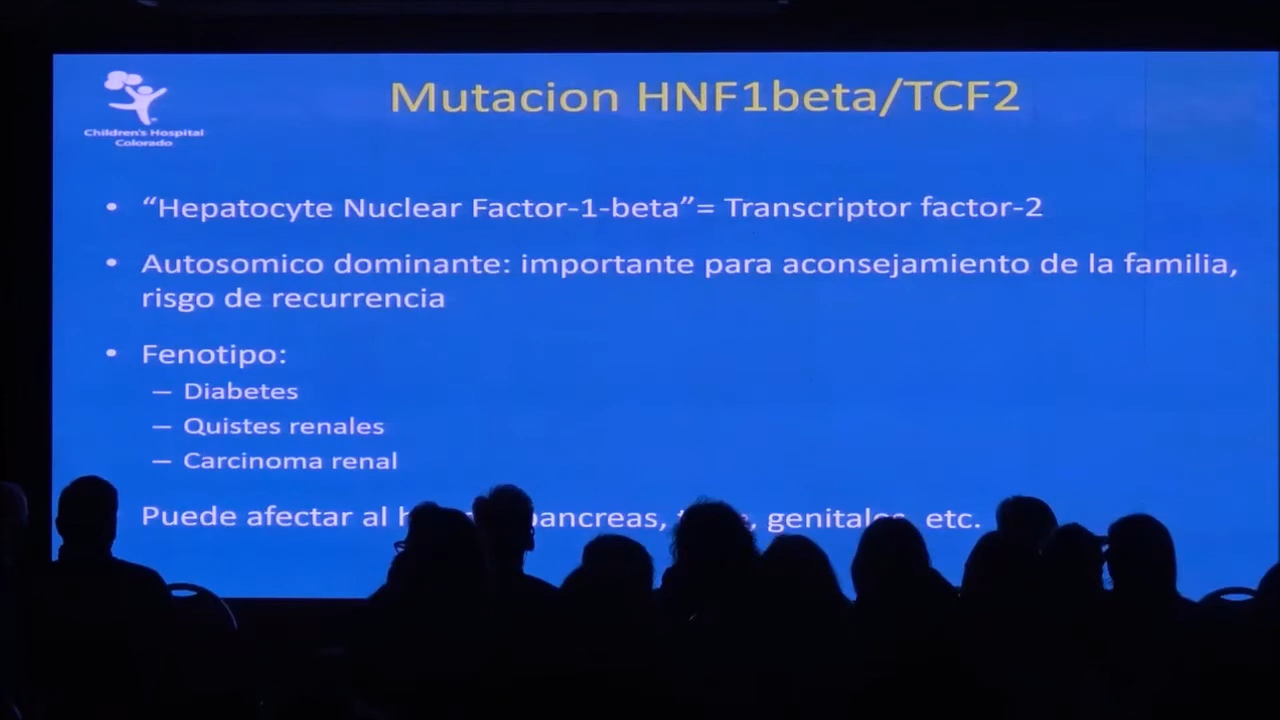 Children's Hospital
Colorado
Mutacion HNF1beta/TCF2
• “Hepatocyte Nuclear Factor-1-beta”= Transcriptor factor-2
• Autosomico dominante: importante para aconsejamiento de la familia,
risgo de recurrencia
• Fenotipo:
– Diabetes
– Quistes renales
– Carcinoma renal
Puede afectar al pancreas, genitales, etc.